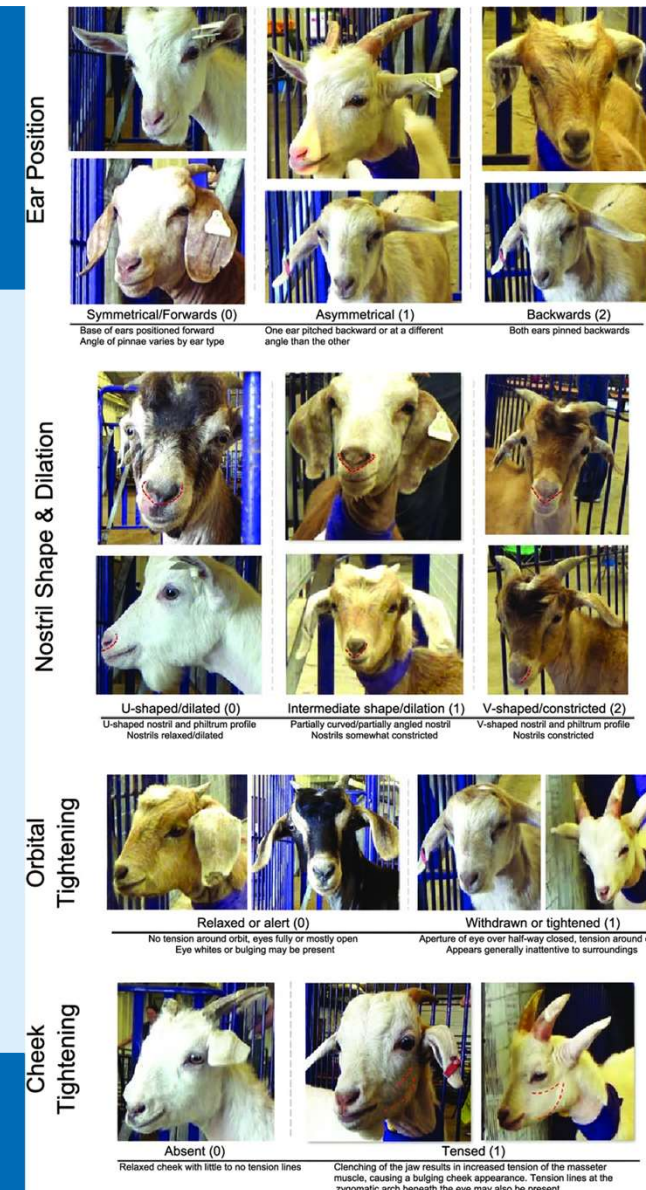 Ear Position
Symmetrical/Forwards (0)
Base of ears positioned forward
Angle of pinnae varies by ear type
Asymmetrical (1)
One ear pitched backward or at a different
angle than the other
Backwards (2)
Both ears pinned backwards
Nostril Shape & Dilation
U-shaped/dilated (0)
U-shaped nostril and philtrum profile
Nostrils relaxed/dilated
Intermediate shape/dilation (1)
Partially curved/partially angled nostril
Nostrils somewhat constricted
V-shaped/constricted (2)
V-shaped nostril and philtrum profile
Nostrils constricted
Orbital
Tightening
Relaxed or alert (0)
No tension around orbit, eyes fully or mostly open
Eye whites or bulging may be present
Withdrawn or tightened (1)
Aperture of eye over half-way closed, tension around
Appears generally inattentive to surroundings
Cheek
Tightening
Absent (0)
Relaxed cheek with little to no tension lines
Tensed (1)
Clenching of the jaw results in increased tension of the masseter
muscle, causing a bulging cheek appearance. Tension lines at the
zygomatic arch beneath the eye may also be present